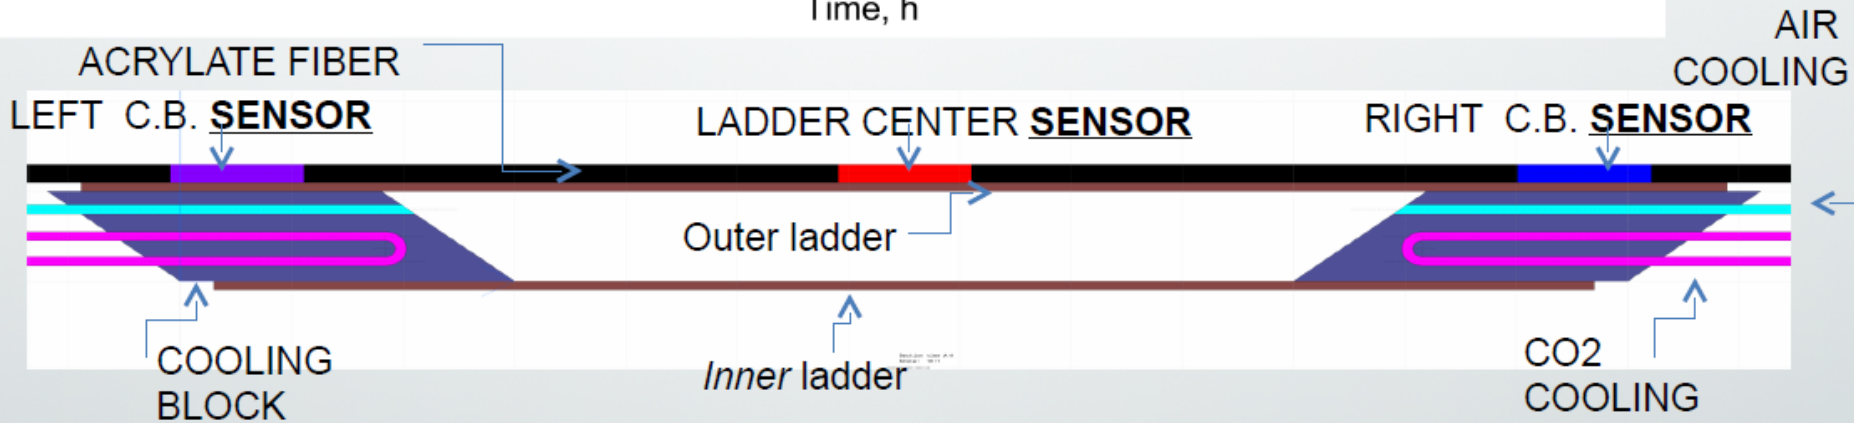 Time, h
AIR
COOLING
ACRYLATE FIBER
LEFT C.B. SENSOR
LADDER CENTER SENSOR
RIGHT C.B. SENSOR
Outer ladder
COOLING
BLOCK
Inner ladder
CO2
COOLING